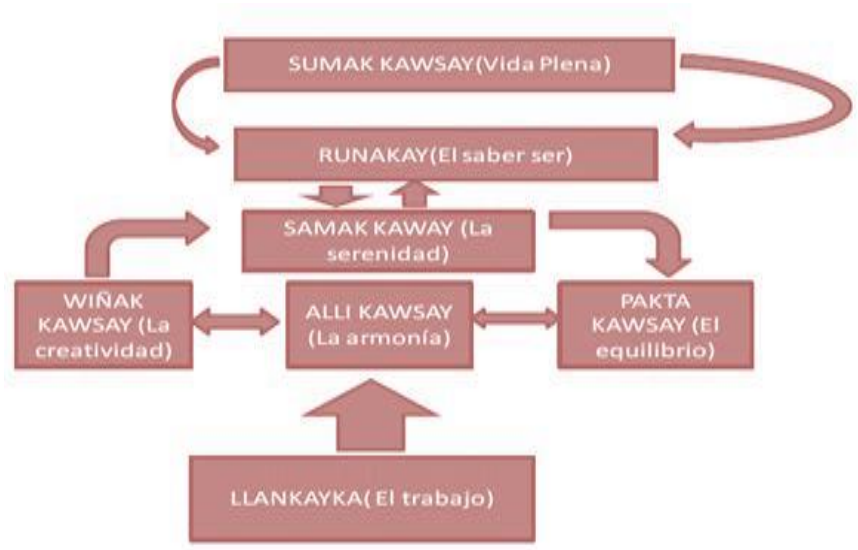 SUMAK KAWSAY(Vida Plena)
RUNAKAY(El saber ser)
SAMAK KAWAY (La
serenidad)
WIÑAK
KAWSAY (La
creatividad)
ALLI KAWSAY
(La armonía)
PAKTA
KAWSAY (El
equilibrio)
LLANKAYKA( El trabajo)